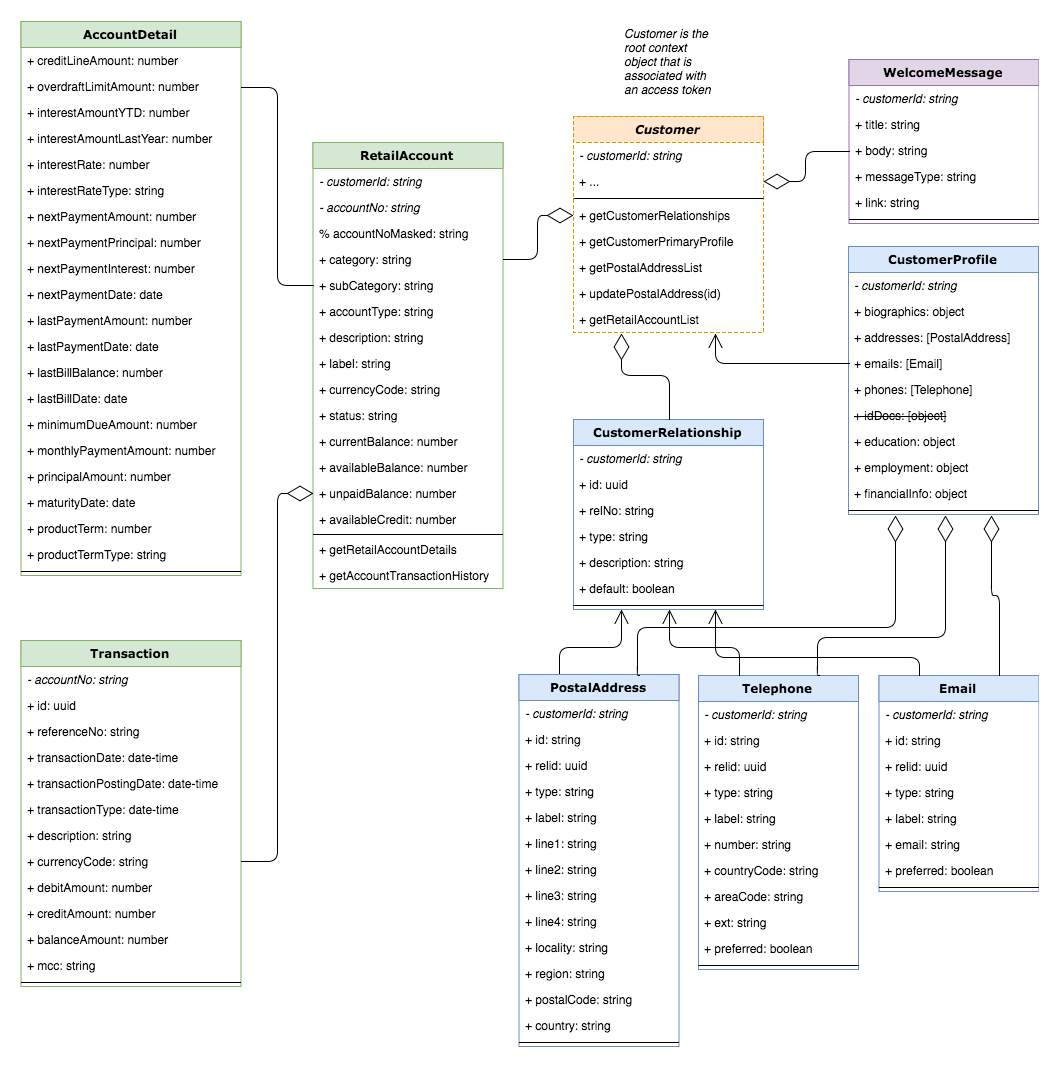 AccountDetail
+ creditLineAmount: number
+ overdraftLimitAmount: number
+ interestAmountYTD: number
+ interestAmountLastYear: number
+ interestRate: number
+ interestRateType: string
+ nextPaymentAmount: number
+ nextPaymentPrincipal: number
+ nextPaymentInterest: number
+ nextPaymentDate: date
+ lastPaymentAmount: number
+ lastPaymentDate: date
+ lastBillBalance: number
+ lastBillDate: date
+ minimumDueAmount: number
+ monthlyPaymentAmount: number
+ principalAmount: number
+ maturityDate: date
+ productTerm: number
+ productTermType: string
RetailAccount
- customerId: string
- accountNo: string
% accountNoMasked: string
+ category: string
+ subCategory: string
+ accountType: string
+ description: string
+ label: string
+ currencyCode: string
+ status: string
+ currentBalance: number
+ availableBalance: number
+ unpaidBalance: number
+ availableCredit: number
+ getRetailAccountDetails
+ getAccountTransactionHistory
Customer is the
root context
object that is
associated with
an access token
Customer
- customerId: string
+ ...
+ getCustomerRelationships
+ getCustomerPrimaryProfile
+ getPostalAddressList
+ updatePostalAddress(id)
+ getRetailAccountList
WelcomeMessage
- customerId: string
+ title: string
+ body: string
+ messageType: string
+ link: string
CustomerProfile
- customerId: string
+ biographics: object
+ addresses: [PostalAddress]
+ emails: [Email]
+ phones: [Telephone]
+ idDocs: [object]
+ education: object
+ employment: object
+ financialInfo: object
CustomerRelationship
- customerId: string
+ id: uuid
+ relNo: string
+ type: string
+ description: string
+ default: boolean
Transaction
- accountNo: string
+ id: uuid
+ referenceNo: string
+ transactionDate: date-time
+ transactionPostingDate: date-time
+ transactionType: date-time
+ description: string
+ currencyCode: string
+ debitAmount: number
+ creditAmount: number
+ balanceAmount: number
+ mcc: string
PostalAddress
- customerId: string
+ id: string
+ relid: uuid
+ type: string
+ label: string
+ line1: string
+ line2: string
+ line3: string
+ line4: string
+ locality: string
+ region: string
+ postalCode: string
+ country: string
Telephone
- customerId: string
+ id: string
+ relid: uuid
+ type: string
+ label: string
+ number: string
+ countryCode: string
+ areaCode: string
+ ext: string
+ preferred: boolean
Email
- customerId: string
+ id: string
+ relid: uuid
+ type: string
+ label: string
+ email: string
+ preferred: boolean